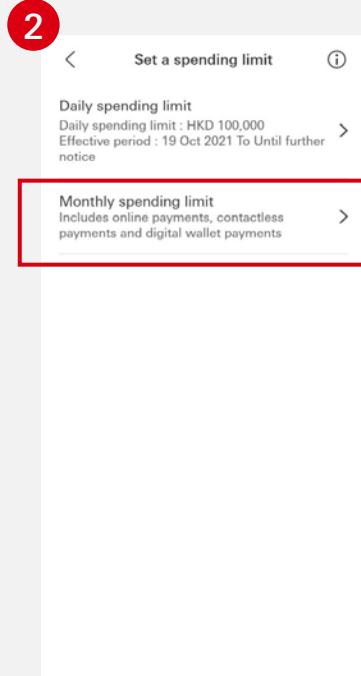 2
Set a spending limit
Daily spending limit
Daily spending limit : HKD 100,000
Effective period : 19 Oct 2021 To Until further
notice
Monthly spending limit
Includes online payments, contactless
payments and digital wallet payments